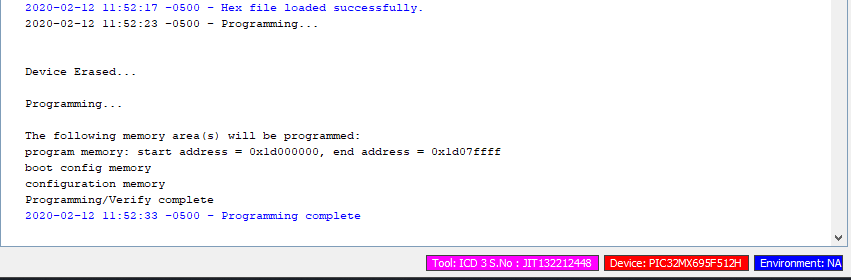 2020-02-12 11:52:17 -0500 - Hex file loaded successfully.
2020-02-12 11:52:23 -0500 - Programming...
Device Erased...
Programming...
The following memory area(s) will be programmed:
program memory: start address = 0x1d000000, end address = 0x1d07ffff
boot config memory
configuration memory
Programming/Verify complete
2020-02-12 11:52:33 -0500 - Programming complete
Tool: ICD 3 S.No : JIT132212448 Device: PIC32MX695F512H Environment: NA